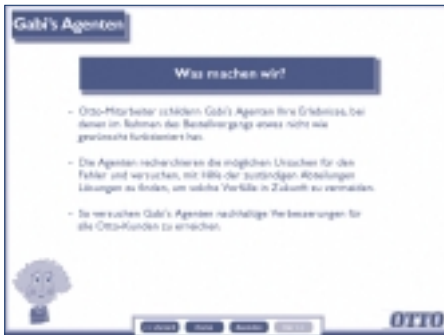 Gabi's Agenten
Was machen wir?
– Otto-Mitarbeiter schildern Gabi's Agenten Ihre Erlebnisse, bei
denen im Rahmen des Bestellvorgangs etwas nicht wie
gewünscht funktioniert hat.
– Die Agenten recherchieren die möglichen Ursachen für den
Fehler und versuchen, mit Hilfe der zuständigen Abteilungen
Lösungen zu finden, um solche Vorfälle in Zukunft zu vermeiden.
– So versuchen Gabi's Agenten nachhaltige Verbesserungen für
alle Otto-Kunden zu erreichen.
OTTO